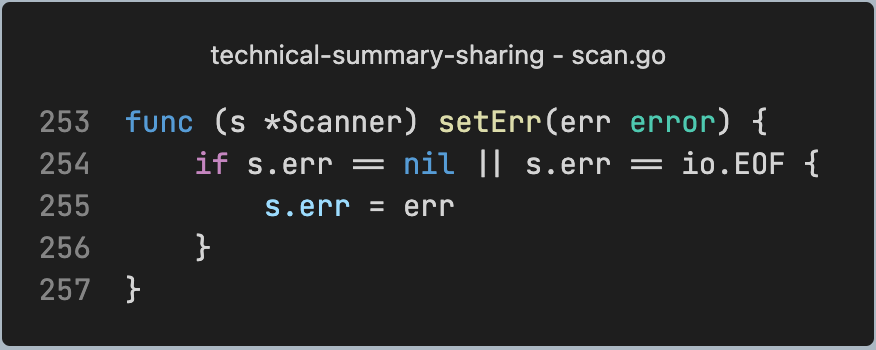 technical-summary-sharing - scan.go
253 func (s *Scanner) setErr(err error) {
254     if s.err == nil || s.err == io.EOF {
255         s.err = err
256     }
257 }